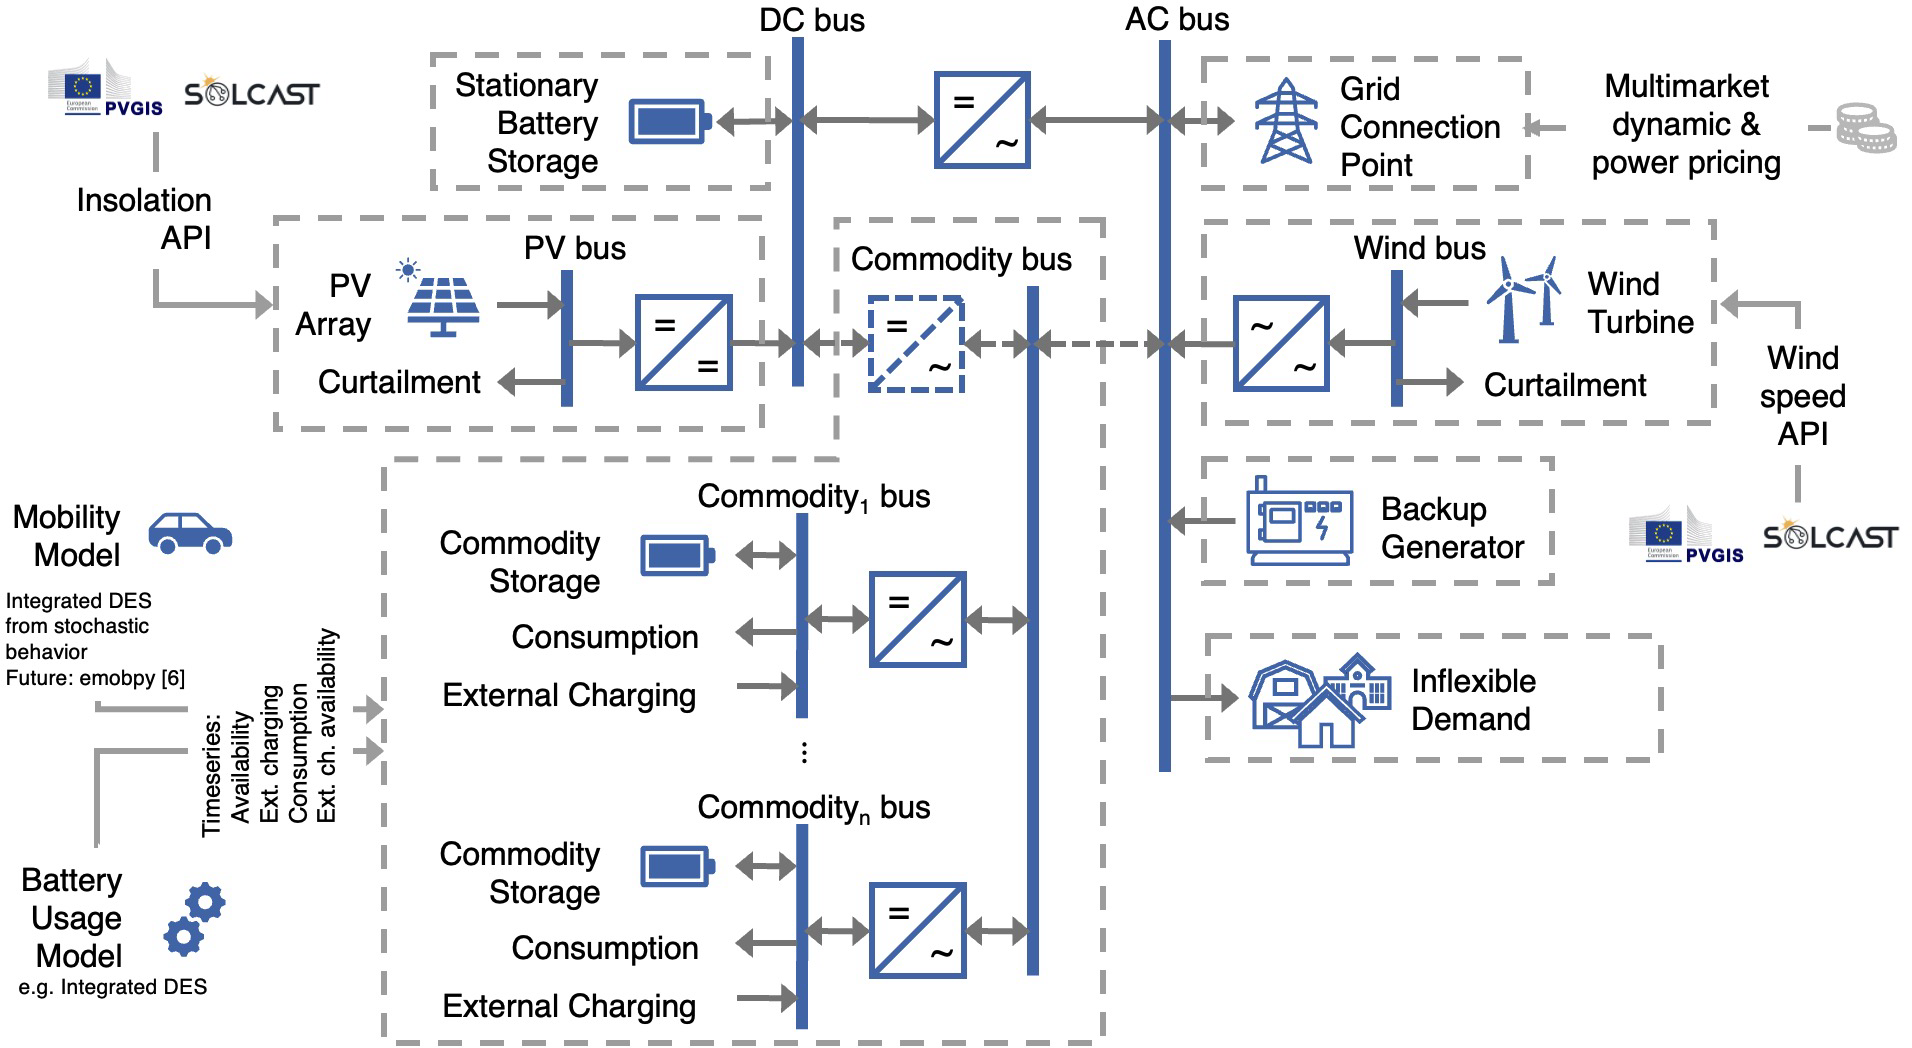 DC bus
AC bus
European
Commission
PVGIS
SOLCAST
Insolation
API
Stationary
Battery
Storage
=
~
Grid
Connection
Point
Multimarket
dynamic &
power pricing
PV bus
PV
Array
Curtailment
=
=
Commodity bus
=
~
Wind bus
Wind
Turbine
Curtailment
~
~
Wind
speed
API
European
Commission
PVGIS
SOLCAST
Backup
Generator
Inflexible
Demand
Mobility
Model
Integrated DES
from stochastic
behavior
Future: emobpy [6]
Timeseries:
Availability
Ext. charging
Consumption
Ext. ch. availability
Battery
Usage
Model
e.g. Integrated DES
Commodity₁ bus
Commodity
Storage
Consumption
External Charging
=
~
⋮
Commodityₙ bus
Commodity
Storage
Consumption
External Charging
=
~